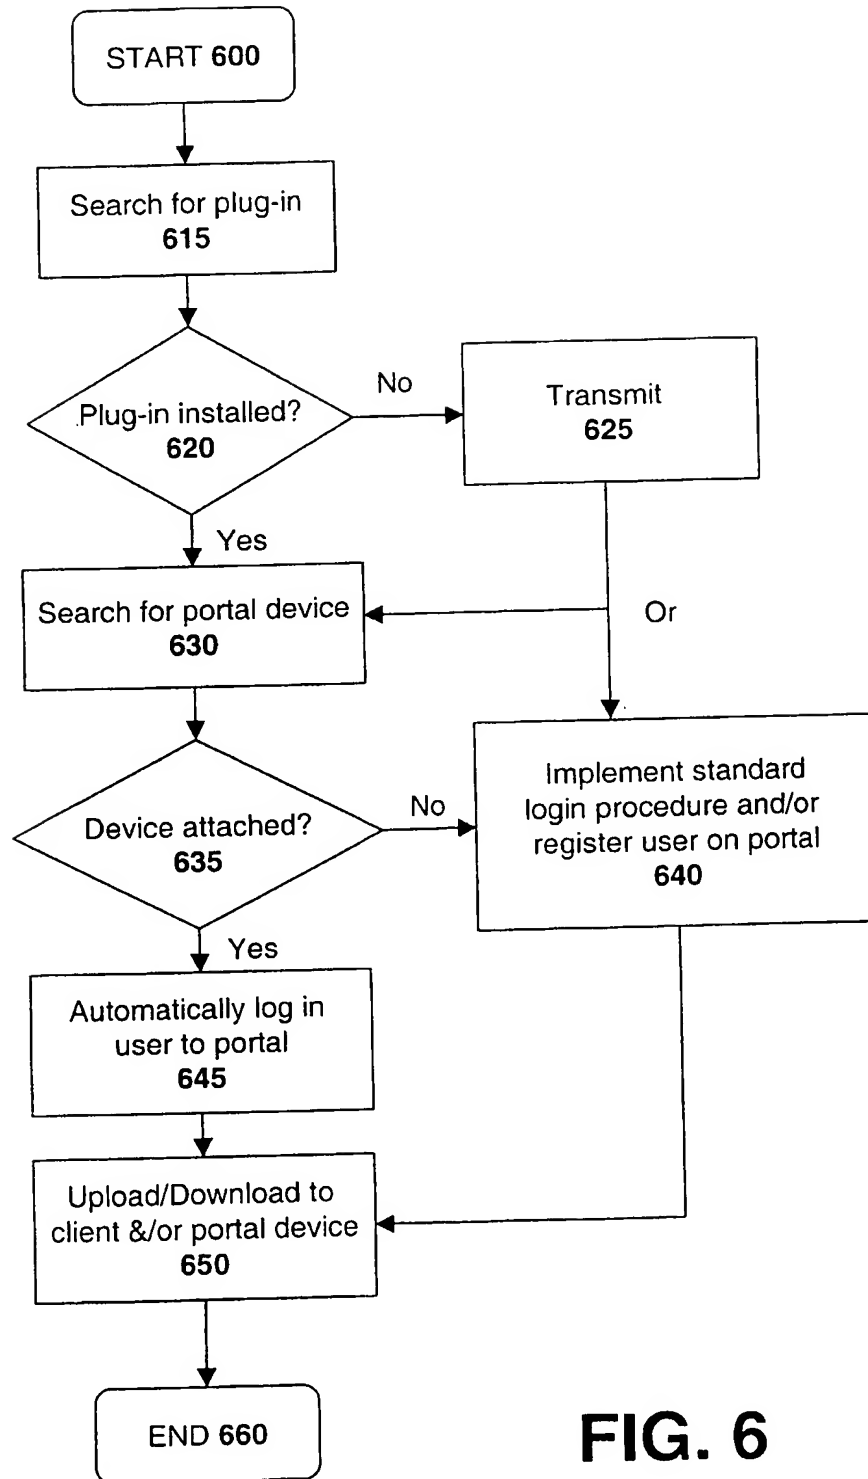 START 600
Search for plug-in
615
Plug-in installed?
620
No
Transmit
625
Yes
Search for portal device
630
Or
Device attached?
635
No
Implement standard
login procedure and/or
register user on portal
640
Yes
Automatically log in
user to portal
645
Upload/Download to
client &/or portal device
650
END 660
FIG. 6